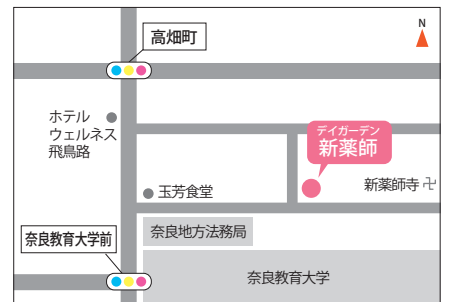 N
高畑町
ホテル
ウェルネス
飛鳥路
デイガーデン
新薬師
新薬師寺 卍
玉芳食堂
奈良地方法務局
奈良教育大学前
奈良教育大学